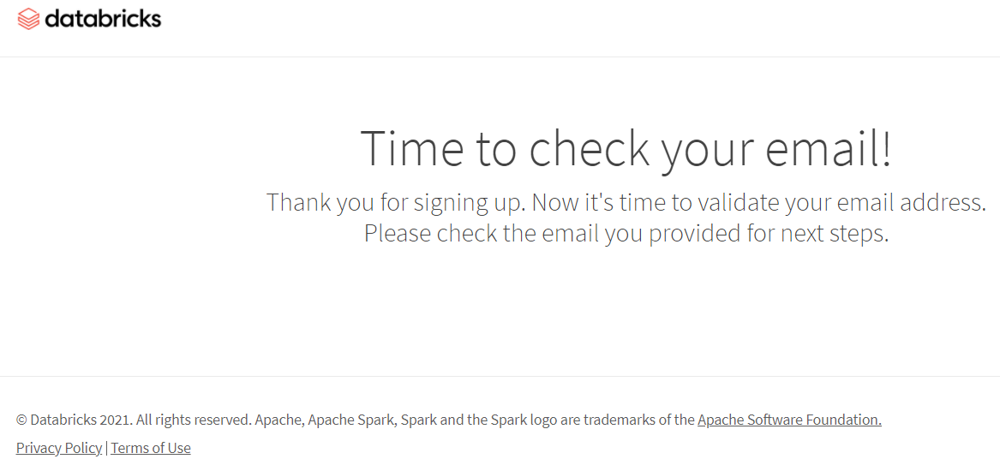 databricks
Time to check your email!
Thank you for signing up. Now it's time to validate your email address.
Please check the email you provided for next steps.
© Databricks 2021. All rights reserved. Apache, Apache Spark, Spark and the Spark logo are trademarks of the Apache Software Foundation.
Privacy Policy | Terms of Use